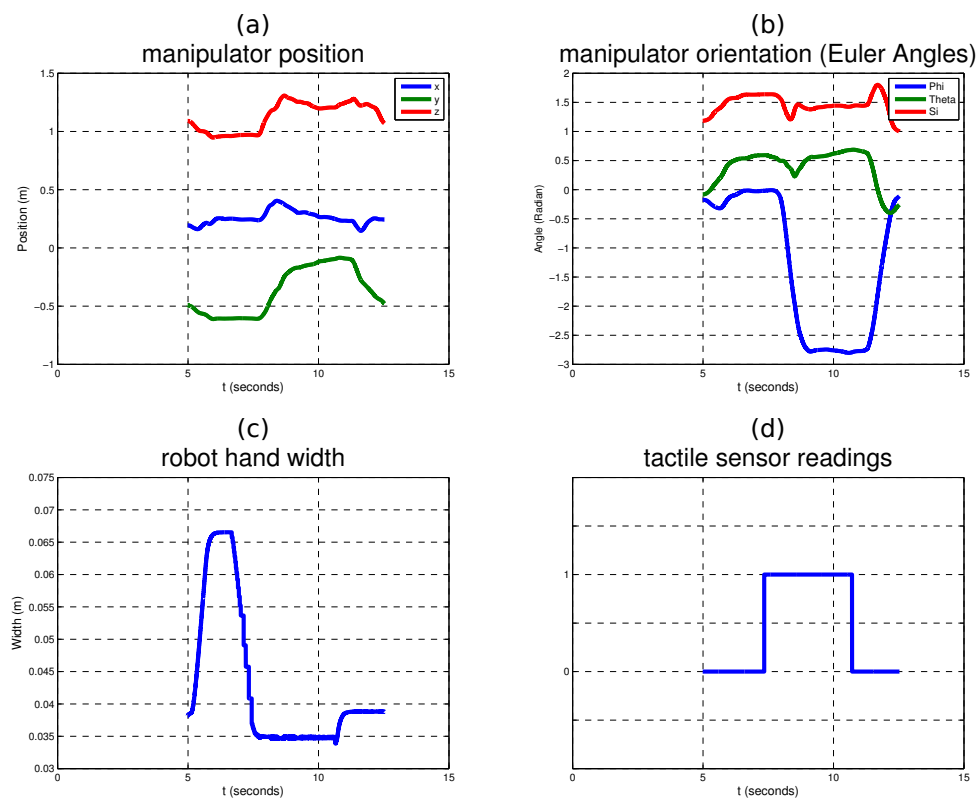 (a)
manipulator position
1.5
1
0.5
0
−0.5
−1
0
5
10
15
Position (m)
t (seconds)
x
y
z
(b)
manipulator orientation (Euler Angles)
2
1.5
1
0.5
0
−0.5
−1
−1.5
−2
−2.5
−3
0
5
10
15
Angle (Radian)
t (seconds)
Phi
Theta
Si
(c)
robot hand width
0.075
0.07
0.065
0.06
0.055
0.05
0.045
0.04
0.035
0.03
0
5
10
15
Width (m)
t (seconds)
(d)
tactile sensor readings
1
0
0
5
10
15
t (seconds)